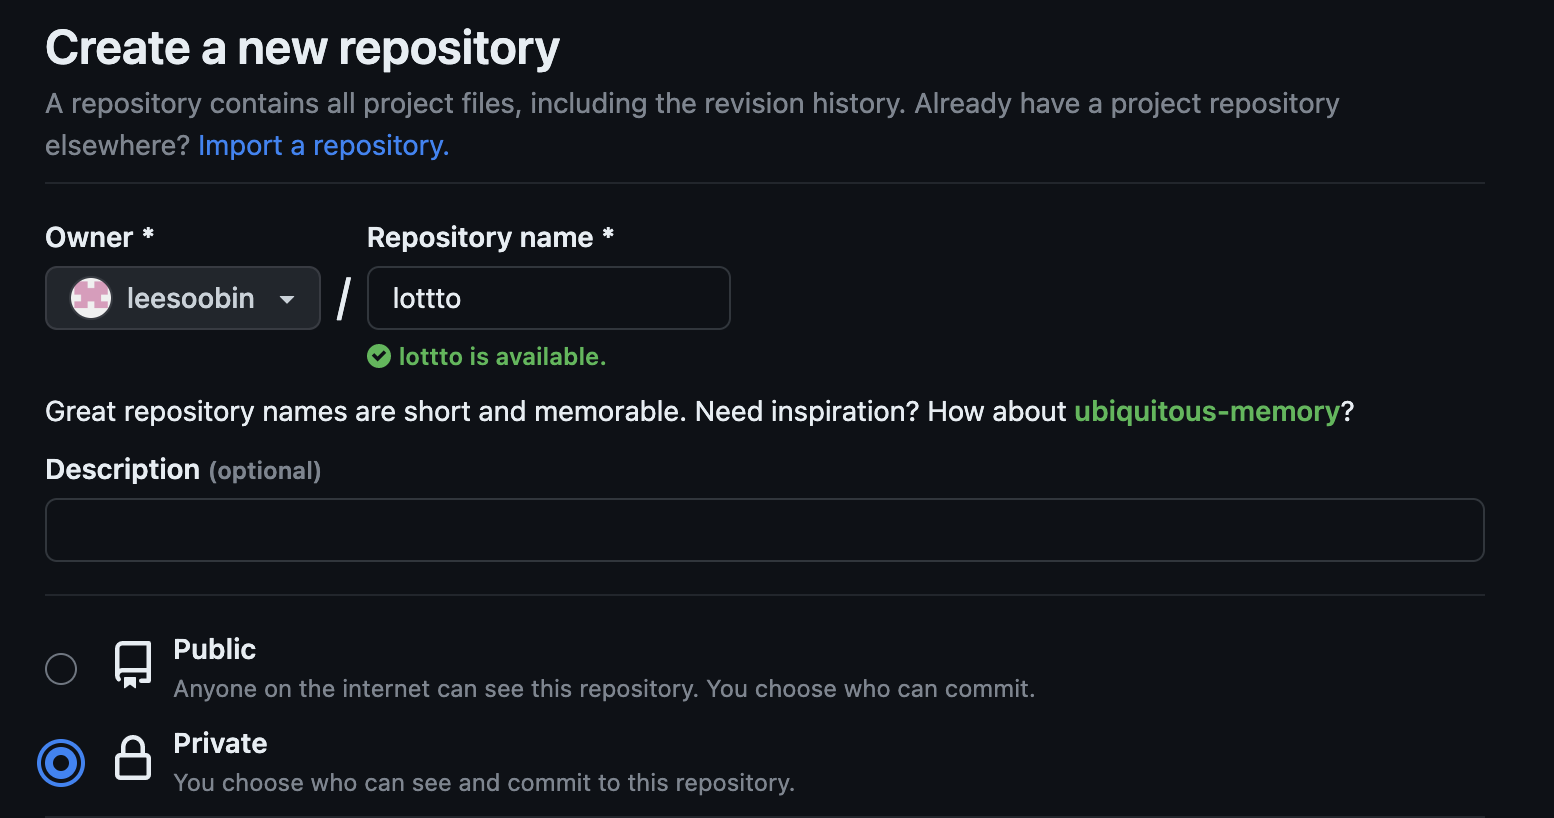 Create a new repository
A repository contains all project files, including the revision history. Already have a project repository
elsewhere? Import a repository.
Owner * Repository name *
leesoobin / lottto
lottto is available.
Great repository names are short and memorable. Need inspiration? How about ubiquitous-memory?
Description (optional)
Public
Anyone on the internet can see this repository. You choose who can commit.
Private
You choose who can see and commit to this repository.